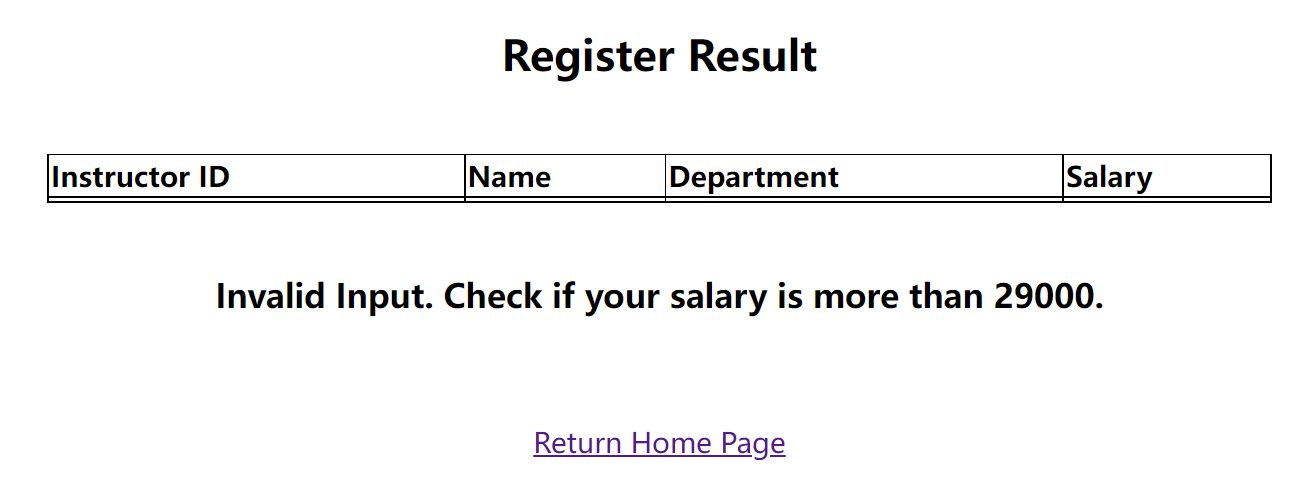 Register Result
Instructor ID Name Department Salary
Invalid Input. Check if your salary is more than 29000.
Return Home Page